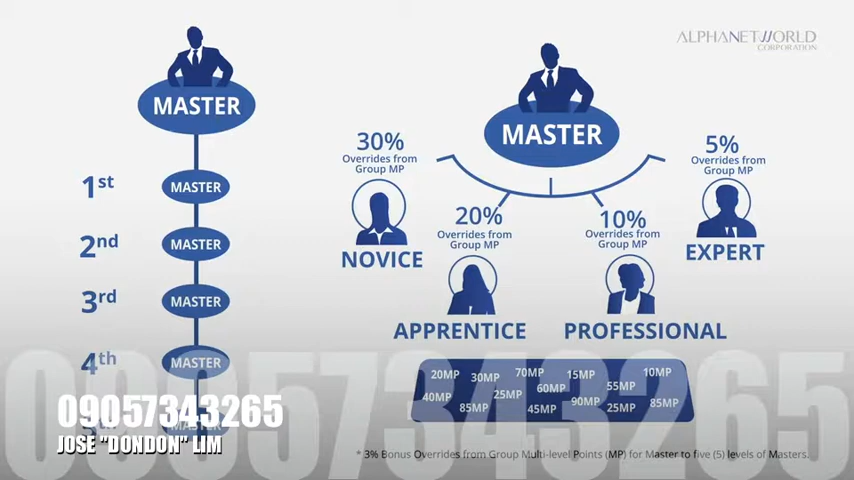 ALPHANETWORLD
CORPORATION
MASTER
1st
MASTER
2nd
MASTER
3rd
MASTER
4th
MASTER
MASTER
MASTER
30%
Overrides from
Group MP
NOVICE
20%
Overrides from
Group MP
APPRENTICE
10%
Overrides from
Group MP
PROFESSIONAL
5%
Overrides from
Group MP
EXPERT
20MP 30MP 70MP 15MP 10MP
40MP 25MP 60MP 55MP
85MP 45MP 90MP 25MP 85MP
* 3% Bonus Overrides from Group Multi-level Points (MP) for Master to five (5) levels of Masters.
09057343265
09057343265
JOSE "DONDON" LIM